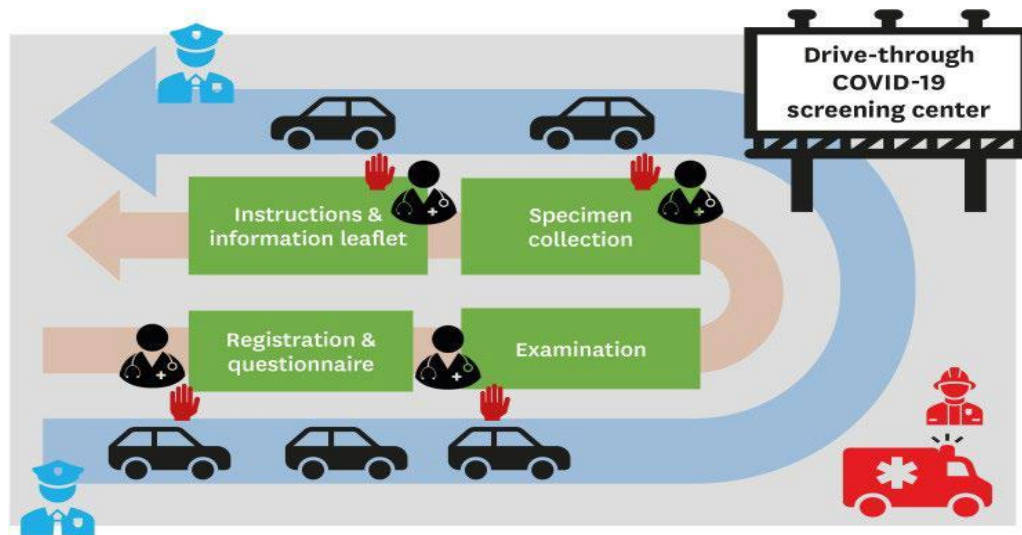 Drive-through
COVID-19
screening center
Instructions &
information leaflet
Specimen
collection
Registration &
questionnaire
Examination